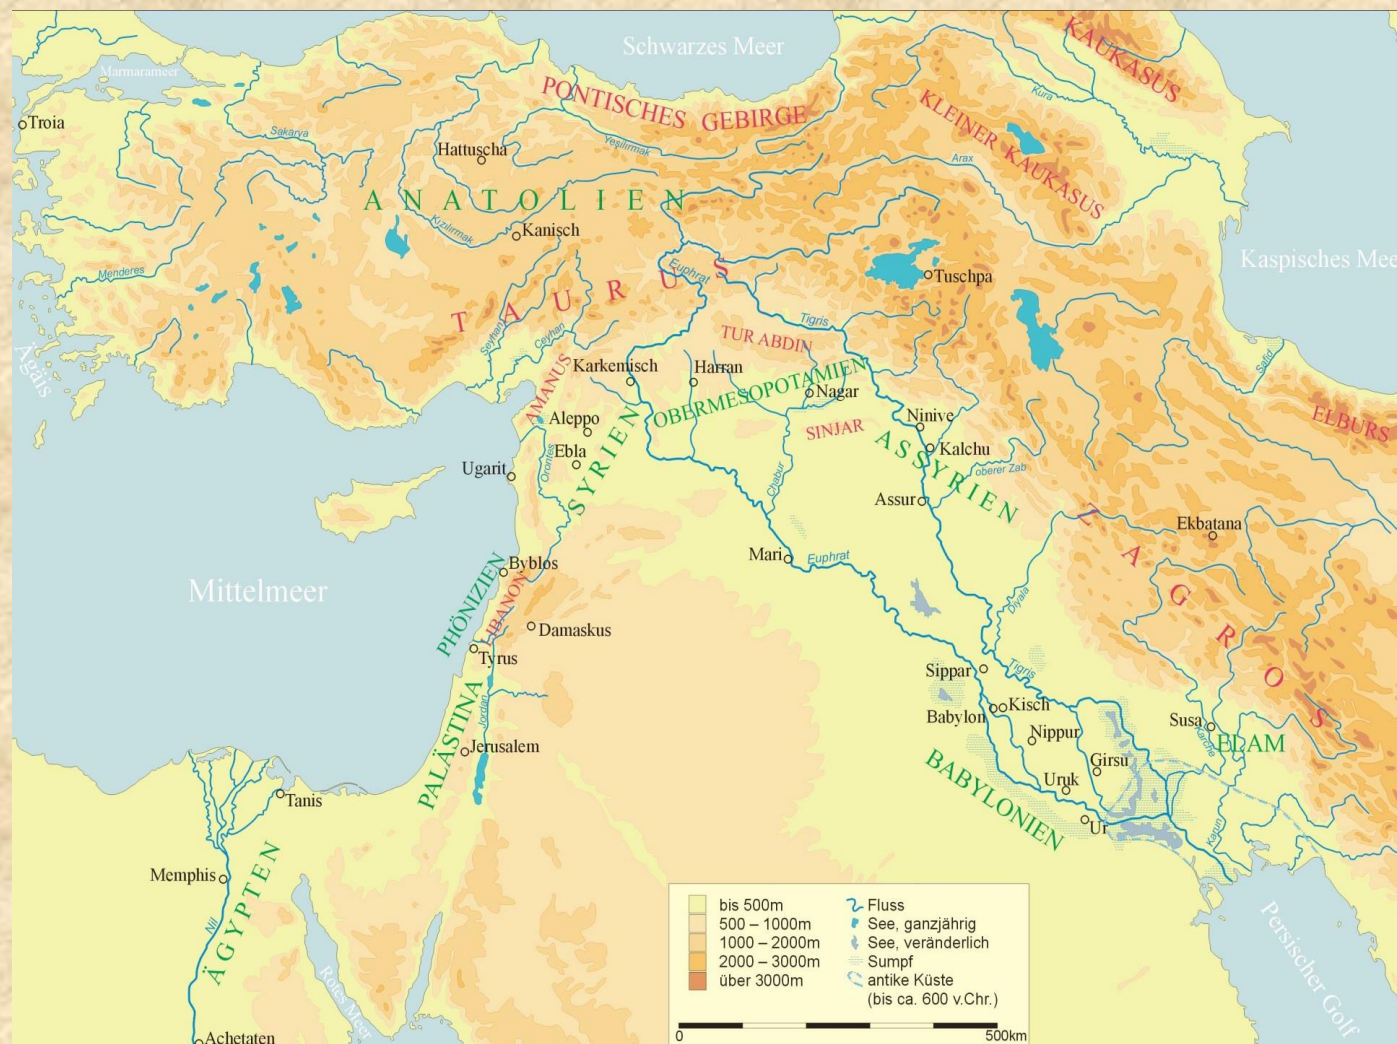 Schwarzes Meer
KAUKASUS
Marmarameer
PONTISCHES GEBIRGE
KLEINER KAUKASUS
Kura
Troia
Sakarya
Hattuscha
Yeşilırmak
Arax
ANATOLIEN
Kızılırmak
Kanisch
Kaspisches Mee
Menderes
Euphrat
Tuschpa
TAURUS
Tigris
Seyhan
Ceyhan
TUR ABDIN
Ägäis
Safid
AMANUS
Karkemisch
Harran
OBERMESOPOTAMIEN
Nagar
ELBURS
Aleppo
SYRIEN
SINJAR
Ninive
ASSYRIEN
Kalchu
Ebla
Ugarit
Orontes
Chabur
oberer Zab
Assur
ZAGROS
Ekbatana
Mari
Euphrat
Byblos
Mittelmeer
PHÖNIZIEN
LIBANON
Diyala
Damaskus
Tyrus
Sippar
Tigris
PALÄSTINA
Jordan
Babylon
Kisch
Susa
Karche
ELAM
Nippur
Jerusalem
Girsu
BABYLONIEN
Uruk
Tanis
Ur
Karun
Memphis
ÄGYPTEN
Nil
Rotes Meer
Persischer Golf
Achetaten
bis 500m
500 – 1000m
1000 – 2000m
2000 – 3000m
über 3000m
Fluss
See, ganzjährig
See, veränderlich
Sumpf
antike Küste
(bis ca. 600 v.Chr.)
0
500km